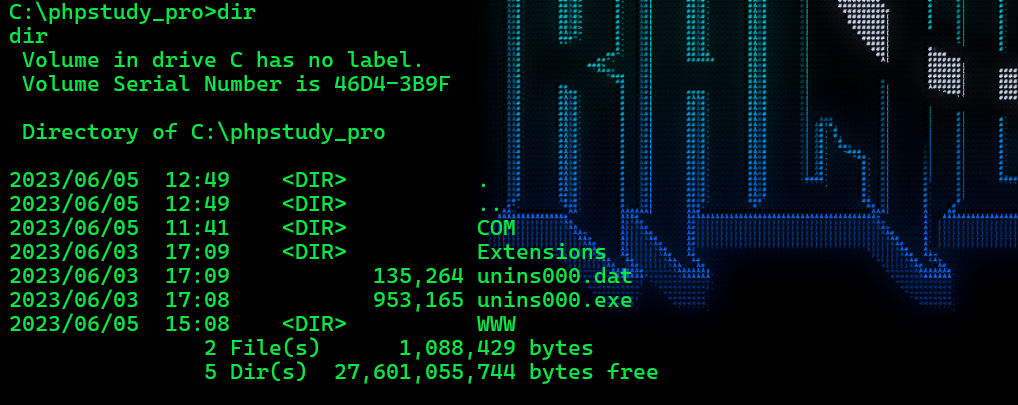 C:\phpstudy_pro>dir
dir
 Volume in drive C has no label.
 Volume Serial Number is 46D4-3B9F

 Directory of C:\phpstudy_pro

2023/06/05  12:49    <DIR>          .
2023/06/05  12:49    <DIR>          ..
2023/06/05  11:41    <DIR>          COM
2023/06/03  17:09    <DIR>          Extensions
2023/06/03  17:09           135,264 unins000.dat
2023/06/03  17:08           953,165 unins000.exe
2023/06/05  15:08    <DIR>          WWW
               2 File(s)      1,088,429 bytes
               5 Dir(s)  27,601,055,744 bytes free